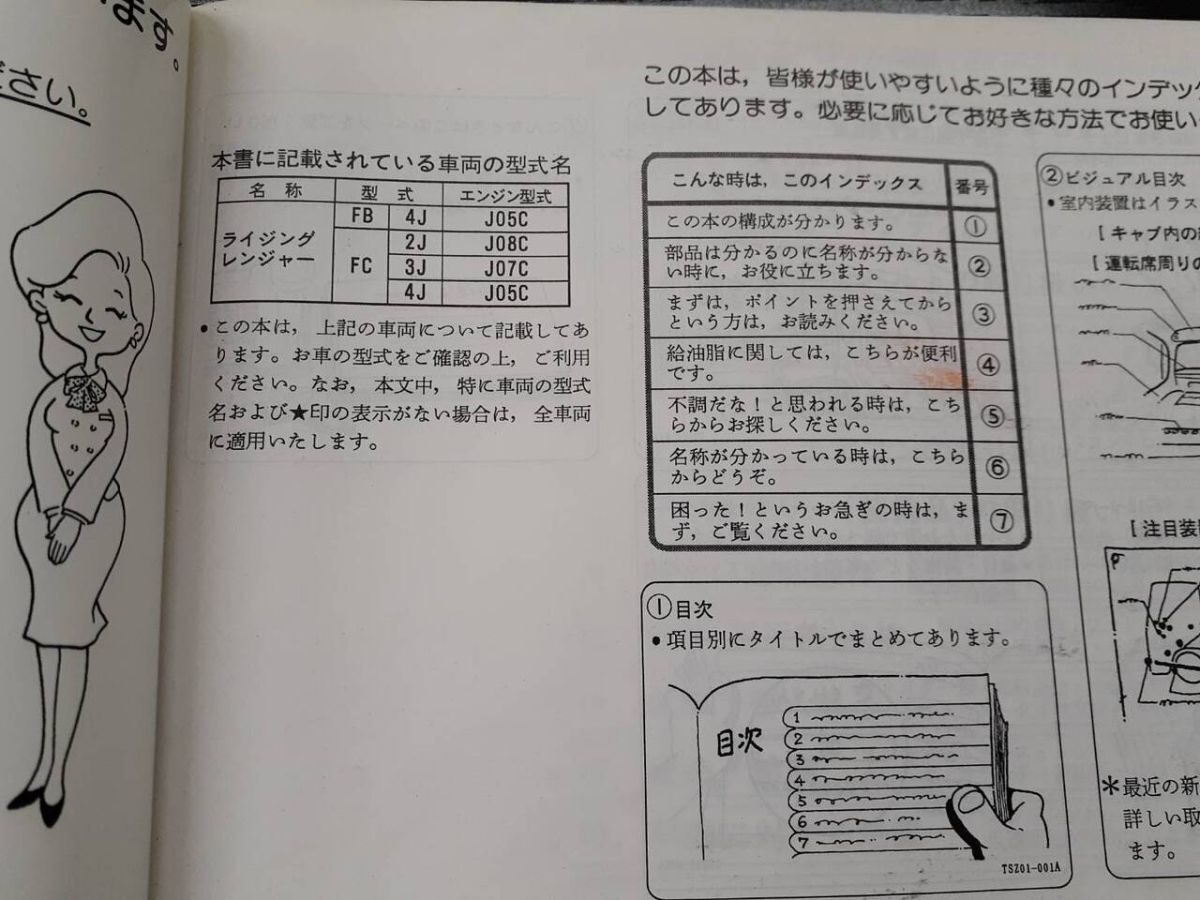 ます。
ださい。
本書に記載されている車両の型式名
名 称 型 式 エンジン型式
ライジング
レンジャー
FB 4J J05C
FC 2J J08C
3J J07C
4J J05C
•この本は, 上記の車両について記載してあ
ります。お車の型式をご確認の上, ご利用
ください。なお, 本文中, 特に車両の型式
名および★印の表示がない場合は, 全車両
に適用いたします。
この本は, 皆様が使いやすいように種々のインデック
してあります。必要に応じてお好きな方法でお使い
こんな時は, このインデックス 番号
この本の構成が分かります。 ①
部品は分かるのに名称が分からな
い時に, お役に立ちます。 ②
まずは, ポイントを押さえてから
という方は, お読みください。 ③
給油脂に関しては, こちらが便利
です。 ④
不調だな!と思われる時は, こち
らからお探しください。 ⑤
名称が分かっている時は, こちら
からどうぞ。 ⑥
困った!というお急ぎの時は, ま
ず, ご覧ください。 ⑦
①目次
•項目別にタイトルでまとめてあります。
目次
1
2
3
4
5
6
7
TSZ01-001A
②ビジュアル目次
•室内装置はイラス
[キャブ内の
[運転席周りの
[注目装
P
*最近の新
詳しい取
ます。